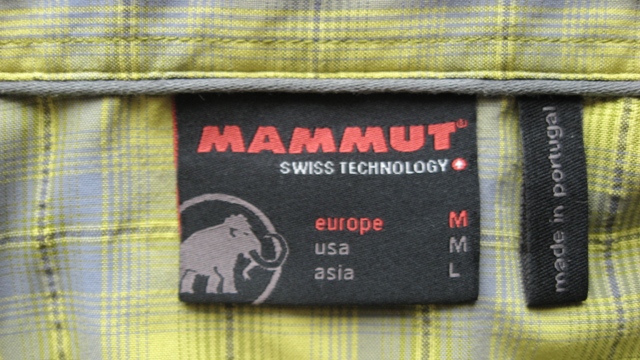 MAMMUT®
SWISS TECHNOLOGY
europe M
usa M
asia L
made in portugal